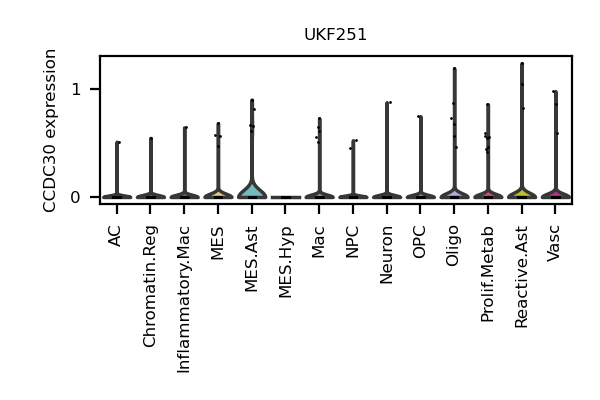 UKF251
CCDC30 expression
1
0
AC
Chromatin.Reg
Inflammatory.Mac
MES
MES.Ast
MES.Hyp
Mac
NPC
Neuron
OPC
Oligo
Prolif.Metab
Reactive.Ast
Vasc